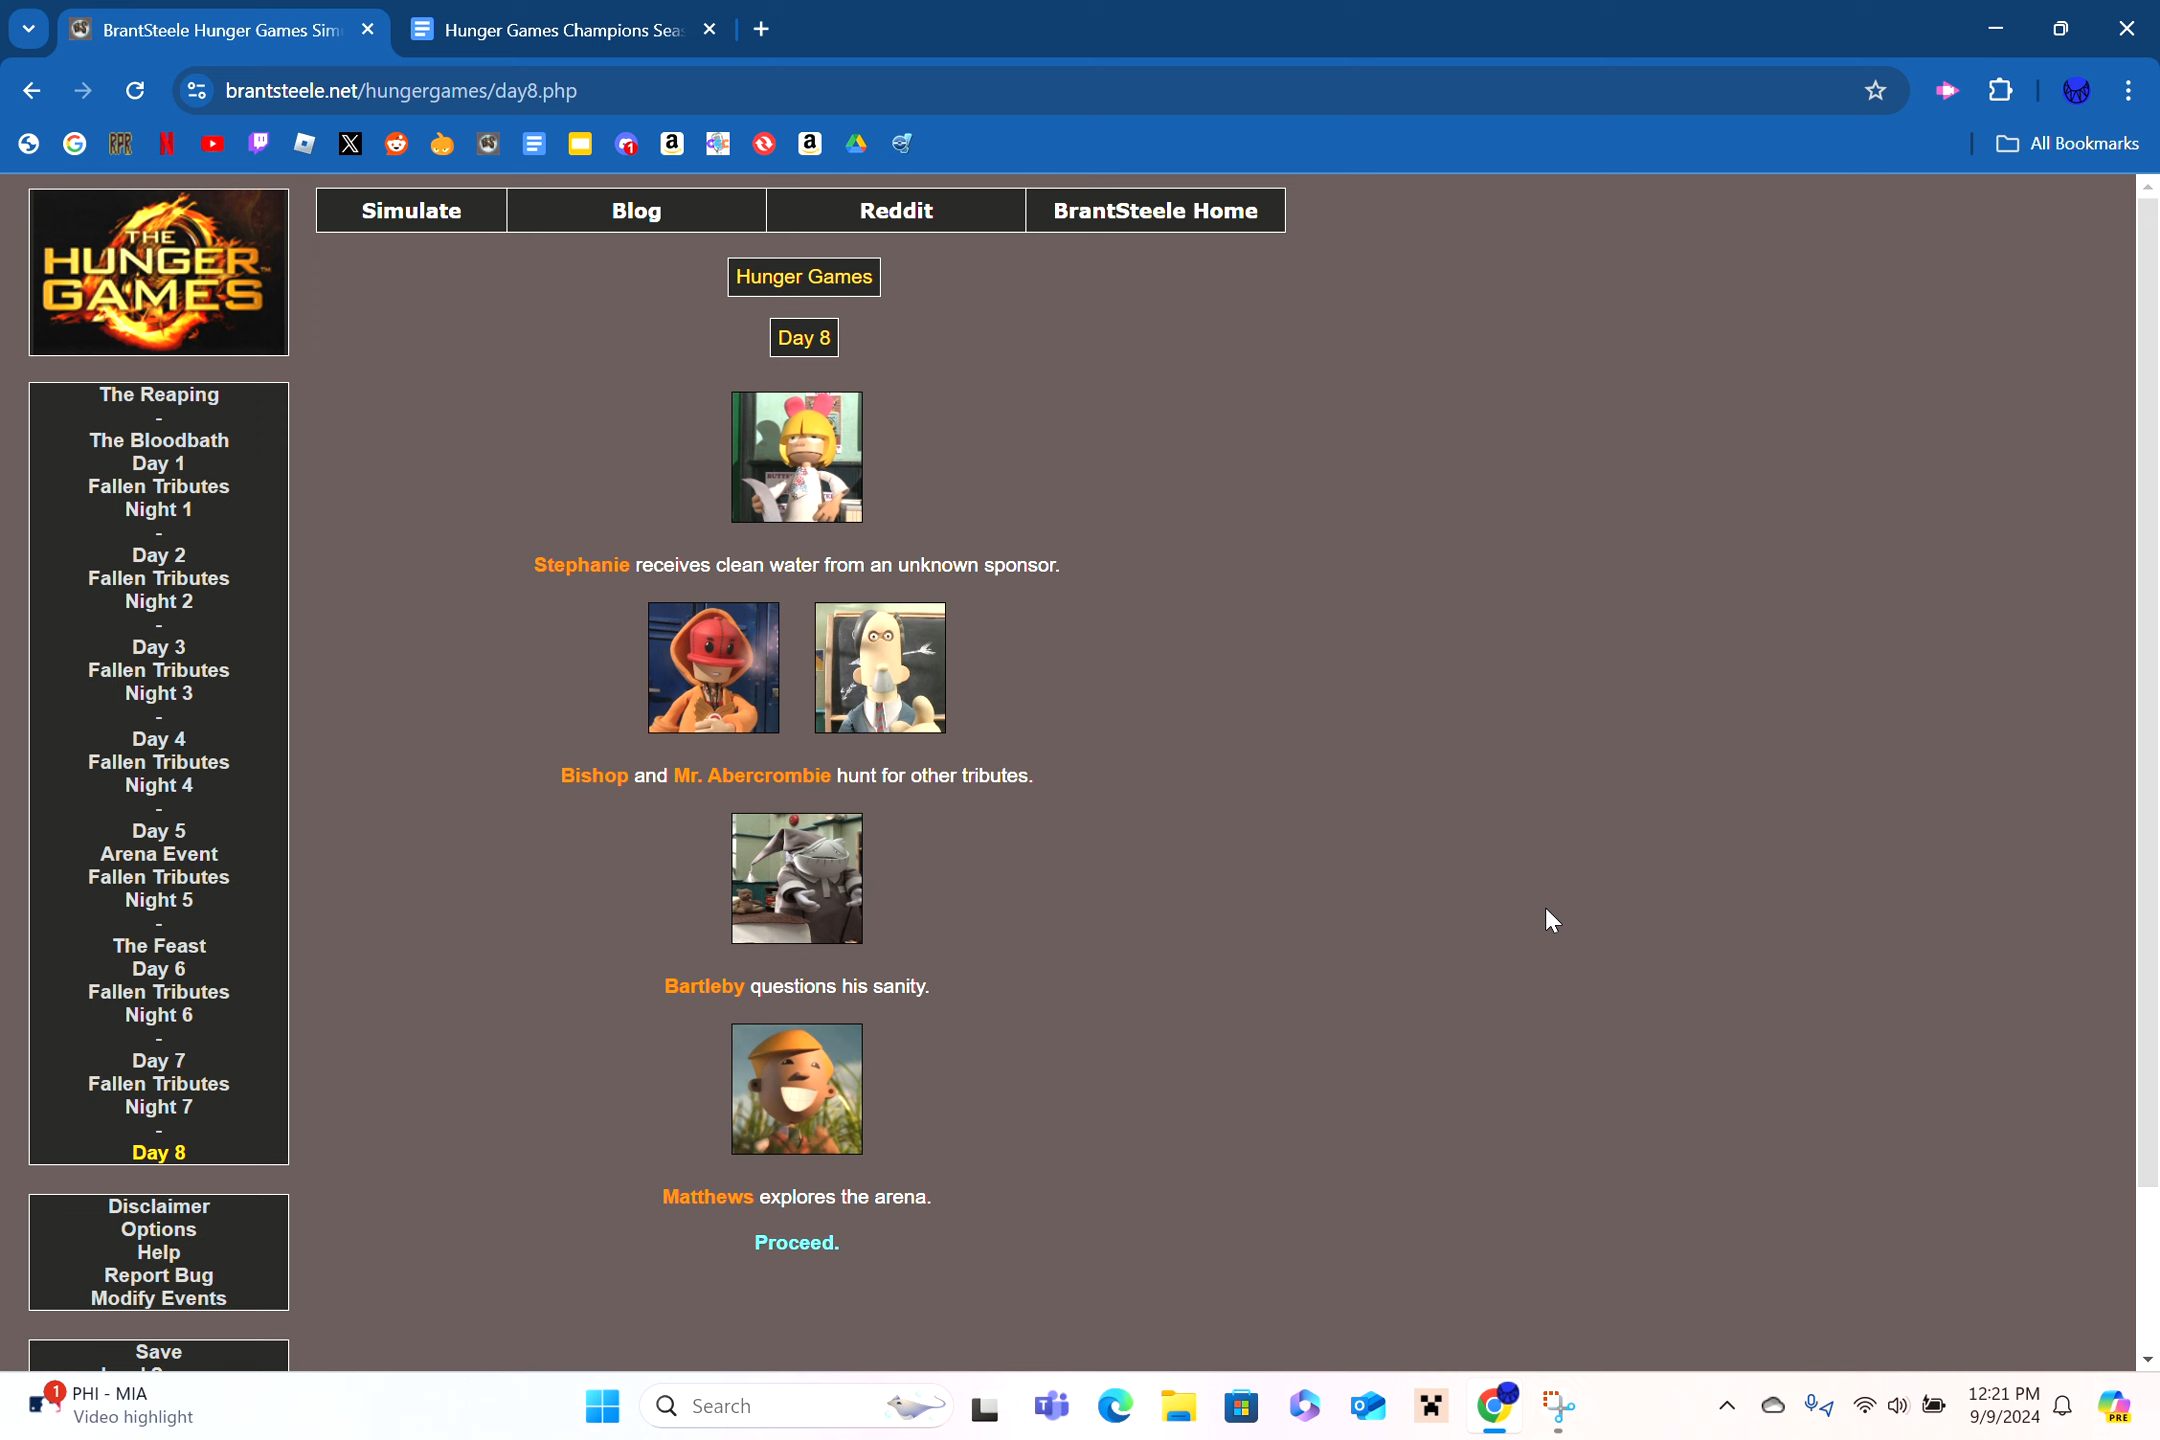 BrantSteele Hunger Games Sim
Hunger Games Champions Sea
brantsteele.net/hungergames/day8.php
All Bookmarks
THE
HUNGER
GAMES
Simulate
Blog
Reddit
BrantSteele Home
Hunger Games
Day 8
The Reaping
-
The Bloodbath
Day 1
Fallen Tributes
Night 1
-
Day 2
Fallen Tributes
Night 2
-
Day 3
Fallen Tributes
Night 3
-
Day 4
Fallen Tributes
Night 4
-
Day 5
Arena Event
Fallen Tributes
Night 5
-
The Feast
Day 6
Fallen Tributes
Night 6
-
Day 7
Fallen Tributes
Night 7
-
Day 8
Disclaimer
Options
Help
Report Bug
Modify Events
Save
Stephanie receives clean water from an unknown sponsor.
Bishop and Mr. Abercrombie hunt for other tributes.
Bartleby questions his sanity.
Matthews explores the arena.
Proceed.
1
PHI - MIA
Video highlight
Search
12:21 PM
9/9/2024
PRE